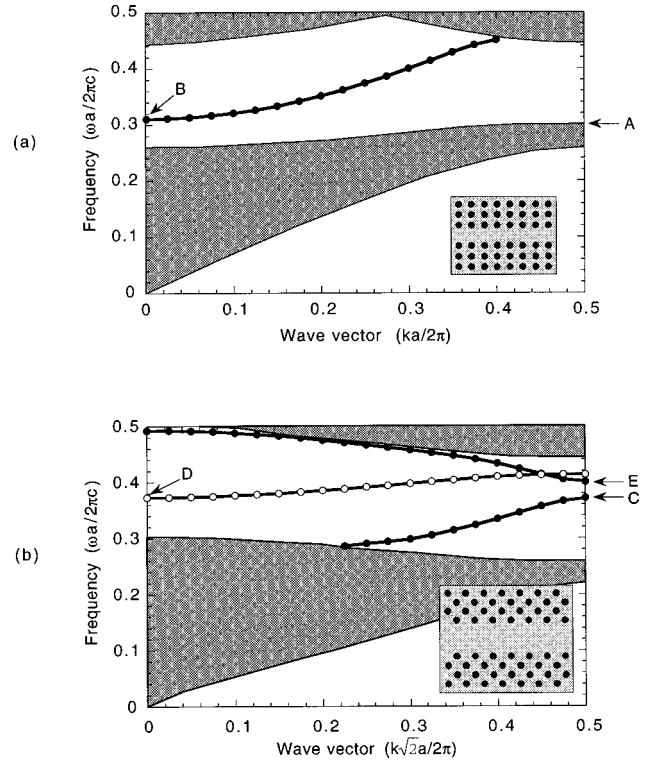 0.5
0.4
B
0.3
A
(a)
Frequency (ωa/2πc)
0.2
0.1
0
0 0.1 0.2 0.3 0.4 0.5
Wave vector (ka/2π)
0.5
D
0.4
E
C
(b)
Frequency (ωa/2πc)
0.3
0.2
0.1
0
0 0.1 0.2 0.3 0.4 0.5
Wave vector (k√2a/2π)